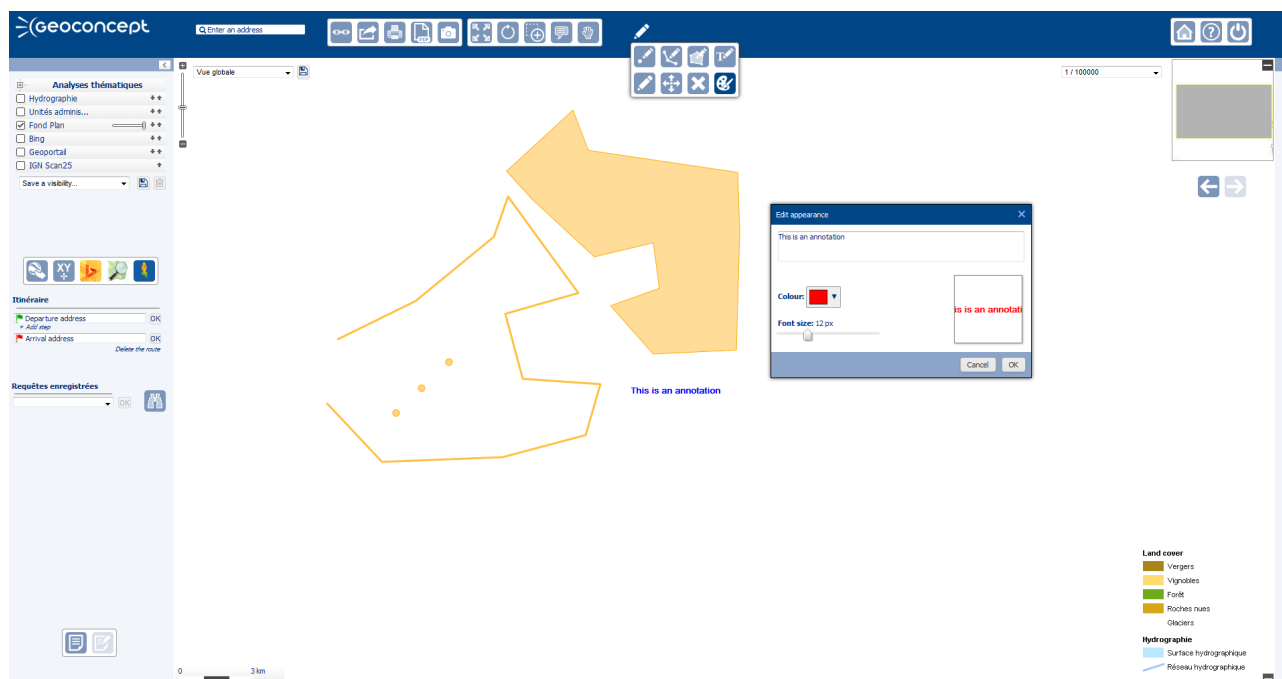 Geoconcept
Enter an address
PDF
T
Vue globale
1 / 100000
Analyses thématiques
Hydrographie
Unités adminis...
Fond Plan
Bing
Geoportail
IGN Scan25
Save a visibility...
XY
Itinéraire
Departure address OK
+ Add step
Arrival address OK
Delete the route
Requêtes enregistrées
OK
Edit appearance
This is an annotation
Colour:
is is an annotati
Font size: 12 px
Cancel OK
This is an annotation
Land cover
Vergers
Vignobles
Forêt
Roches nues
Glaciers
Hydrographie
Surface hydrographique
Réseau hydrographique
0 3 km